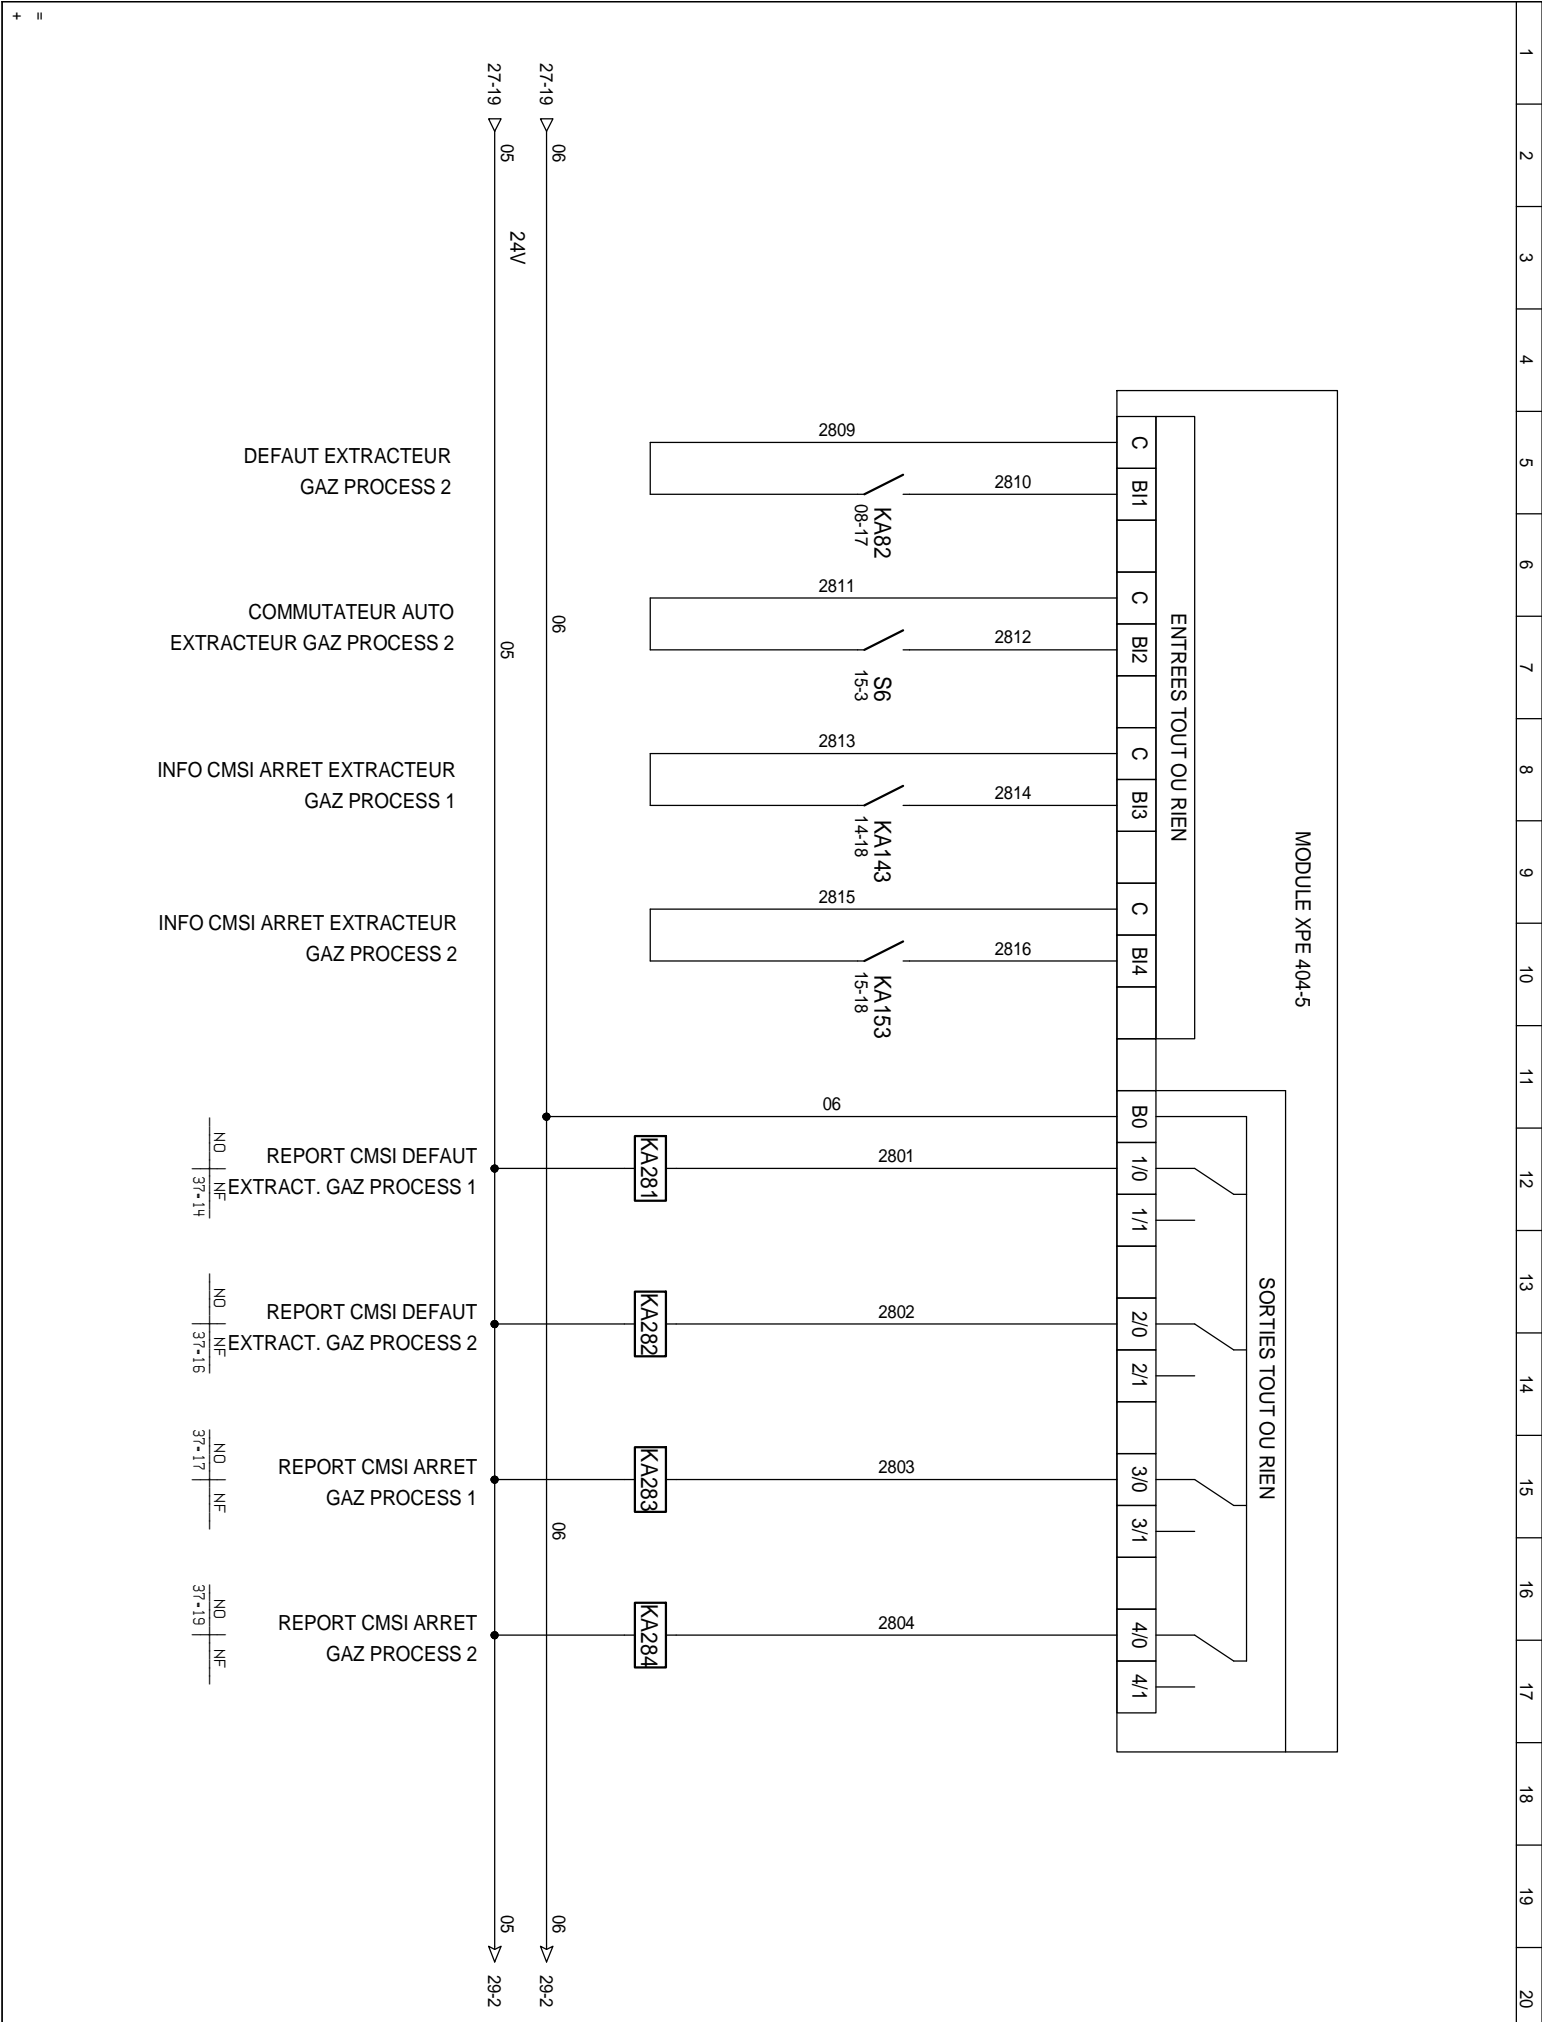 1 2 3 4 5 6 7 8 9 10 11 12 13 14 15 16 17 18 19 20
MODULE XPE 404-5
ENTREES TOUT OU RIEN
SORTIES TOUT OU RIEN
C BI1 C BI2 C BI3 C BI4 B0 1/0 1/1 2/0 2/1 3/0 3/1 4/0 4/1
2809
2810
KA82
08-17
2811
2812
S6
15-3
2813
2814
KA143
14-18
2815
2816
KA153
15-18
06
2801
2802
2803
2804
KA281
KA282
KA283
KA284
27-19
06
06
06
06
29-2
27-19
05
24V
05
05
29-2
DEFAUT EXTRACTEUR
GAZ PROCESS 2
COMMUTATEUR AUTO
EXTRACTEUR GAZ PROCESS 2
INFO CMSI ARRET EXTRACTEUR
GAZ PROCESS 1
INFO CMSI ARRET EXTRACTEUR
GAZ PROCESS 2
REPORT CMSI DEFAUT
EXTRACT. GAZ PROCESS 1
NO NF
37-14
REPORT CMSI DEFAUT
EXTRACT. GAZ PROCESS 2
NO NF
37-16
REPORT CMSI ARRET
GAZ PROCESS 1
NO NF
37-17
REPORT CMSI ARRET
GAZ PROCESS 2
NO NF
37-19
=
+